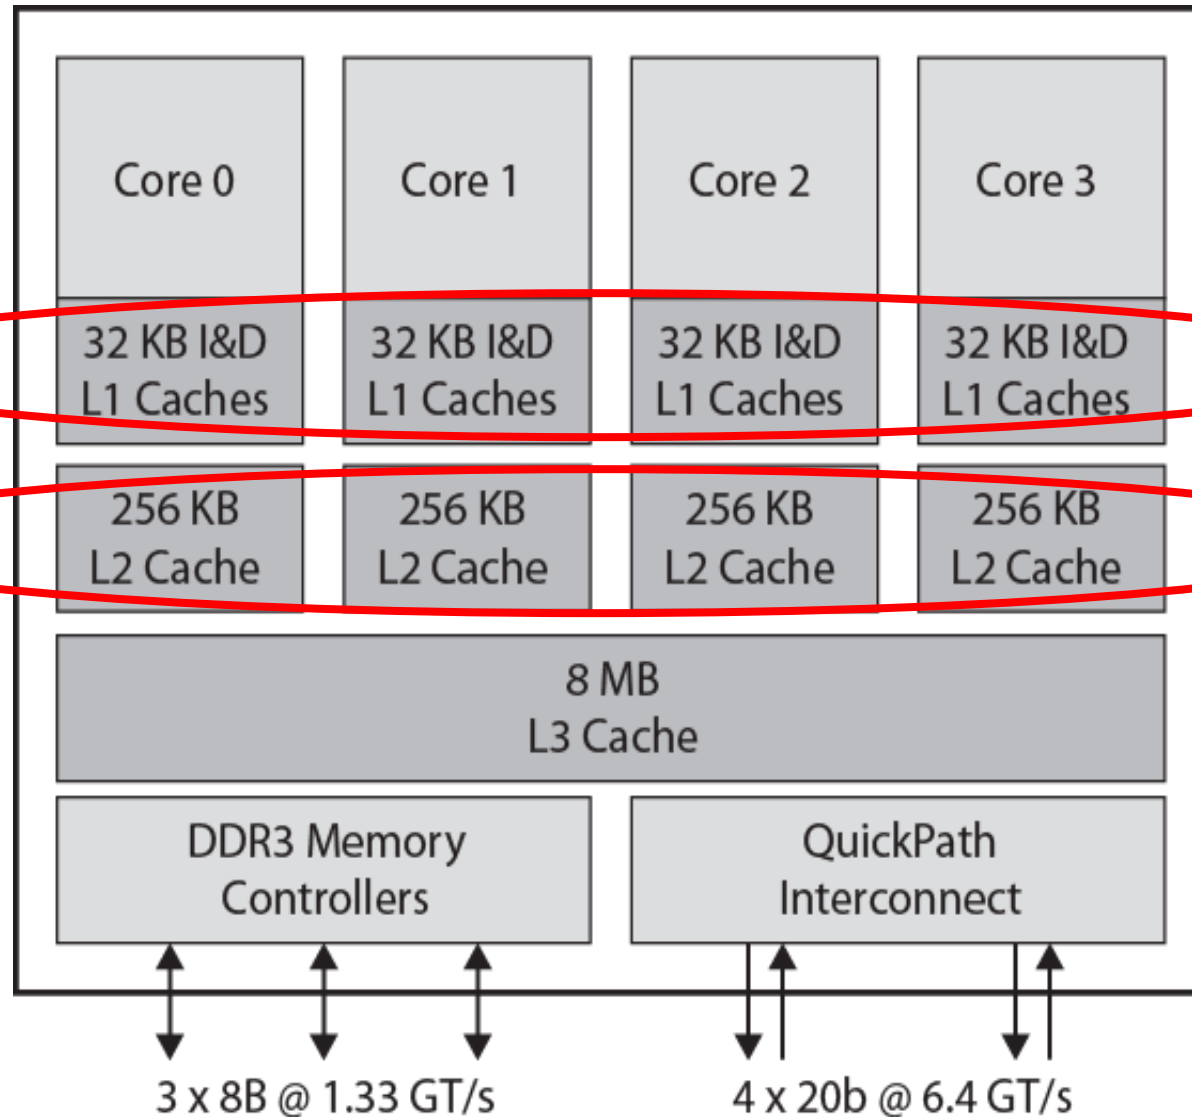 Core 0
Core 1
Core 2
Core 3
32 KB I&D
L1 Caches
32 KB I&D
L1 Caches
32 KB I&D
L1 Caches
32 KB I&D
L1 Caches
256 KB
L2 Cache
256 KB
L2 Cache
256 KB
L2 Cache
256 KB
L2 Cache
8 MB
L3 Cache
DDR3 Memory
Controllers
QuickPath
Interconnect
3 x 8B @ 1.33 GT/s
4 x 20b @ 6.4 GT/s